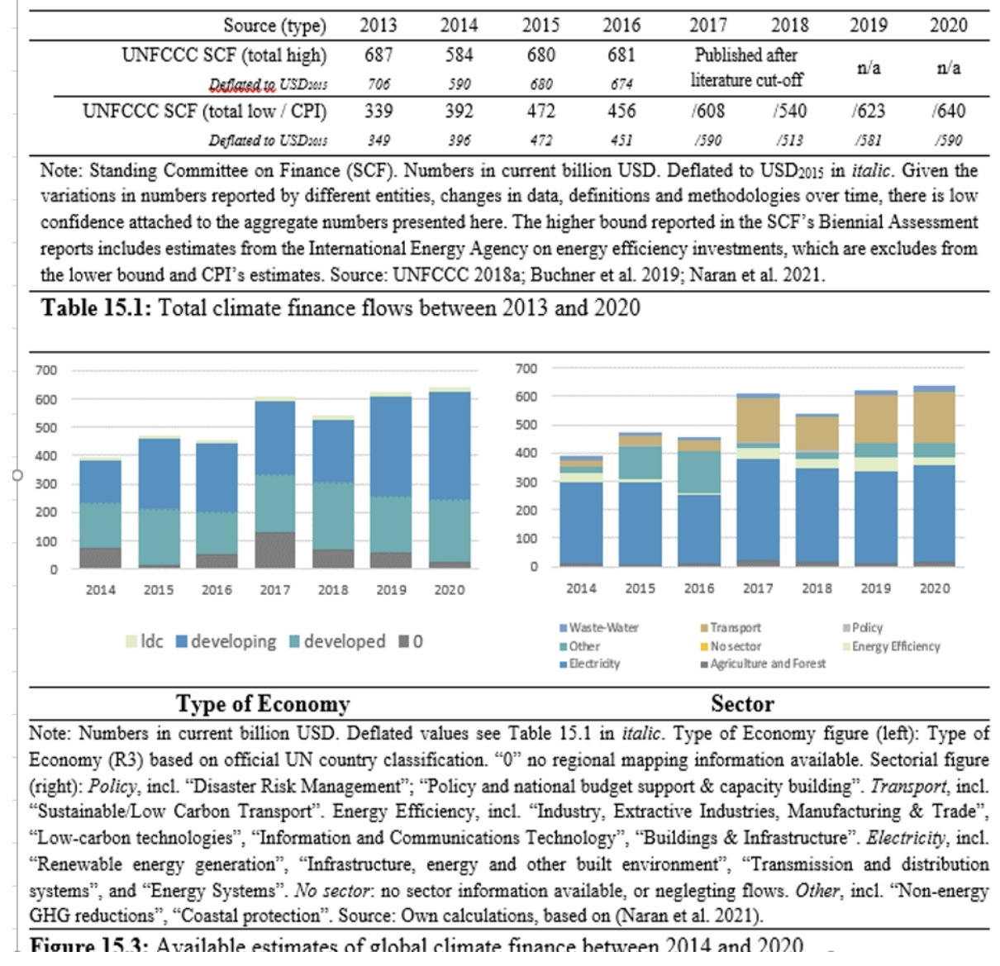 Source (type) 2013 2014 2015 2016 2017 2018 2019 2020
UNFCCC SCF (total high) 687 584 680 681 Published after literature cut-off n/a n/a
Deflated to USD2015 706 590 680 674
UNFCCC SCF (total low / CPI) 339 392 472 456 /608 /540 /623 /640
Deflated to USD2015 349 396 472 451 /590 /513 /581 /590
Note: Standing Committee on Finance (SCF). Numbers in current billion USD. Deflated to USD2015 in italic. Given the
variations in numbers reported by different entities, changes in data, definitions and methodologies over time, there is low
confidence attached to the aggregate numbers presented here. The higher bound reported in the SCF's Biennial Assessment
reports includes estimates from the International Energy Agency on energy efficiency investments, which are excludes from
the lower bound and CPI's estimates. Source: UNFCCC 2018a; Buchner et al. 2019; Naran et al. 2021.
Table 15.1: Total climate finance flows between 2013 and 2020
700
600
500
400
300
200
100
0
2014 2015 2016 2017 2018 2019 2020
ldc developing developed 0
700
600
500
400
300
200
100
0
2014 2015 2016 2017 2018 2019 2020
Waste-Water Transport Policy
Other No sector Energy Efficiency
Electricity Agriculture and Forest
Type of Economy Sector
Note: Numbers in current billion USD. Deflated values see Table 15.1 in italic. Type of Economy figure (left): Type of
Economy (R3) based on official UN country classification. “0” no regional mapping information available. Sectorial figure
(right): Policy, incl. “Disaster Risk Management”; “Policy and national budget support & capacity building”. Transport, incl.
“Sustainable/Low Carbon Transport”. Energy Efficiency, incl. “Industry, Extractive Industries, Manufacturing & Trade”,
“Low-carbon technologies”, “Information and Communications Technology”, “Buildings & Infrastructure”. Electricity, incl.
“Renewable energy generation”, “Infrastructure, energy and other built environment”, “Transmission and distribution
systems”, and “Energy Systems”. No sector: no sector information available, or neglegting flows. Other, incl. “Non-energy
GHG reductions”, “Coastal protection”. Source: Own calculations, based on (Naran et al. 2021).
Figure 15.3: Available estimates of global climate finance between 2014 and 2020